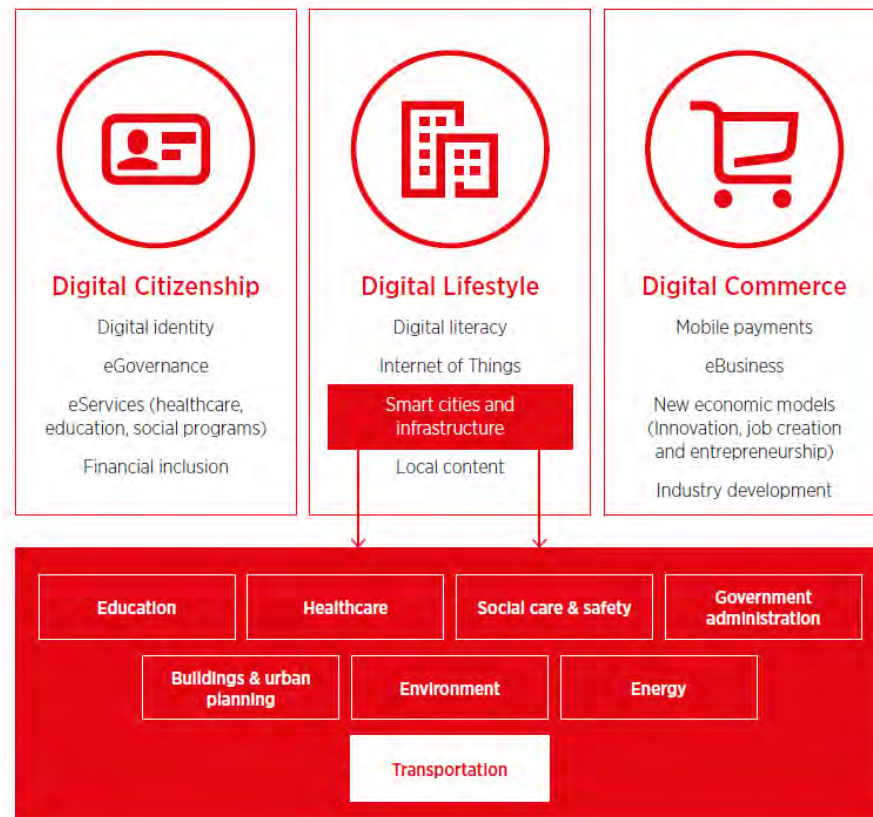 Digital Citizenship
Digital identity
eGovernance
eServices (healthcare,
education, social programs)
Financial inclusion
Digital Lifestyle
Digital literacy
Internet of Things
Smart cities and
infrastructure
Local content
Digital Commerce
Mobile payments
eBusiness
New economic models
(Innovation, job creation
and entrepreneurship)
Industry development
Education
Healthcare
Social care & safety
Government
administration
Buildings & urban
planning
Environment
Energy
Transportation